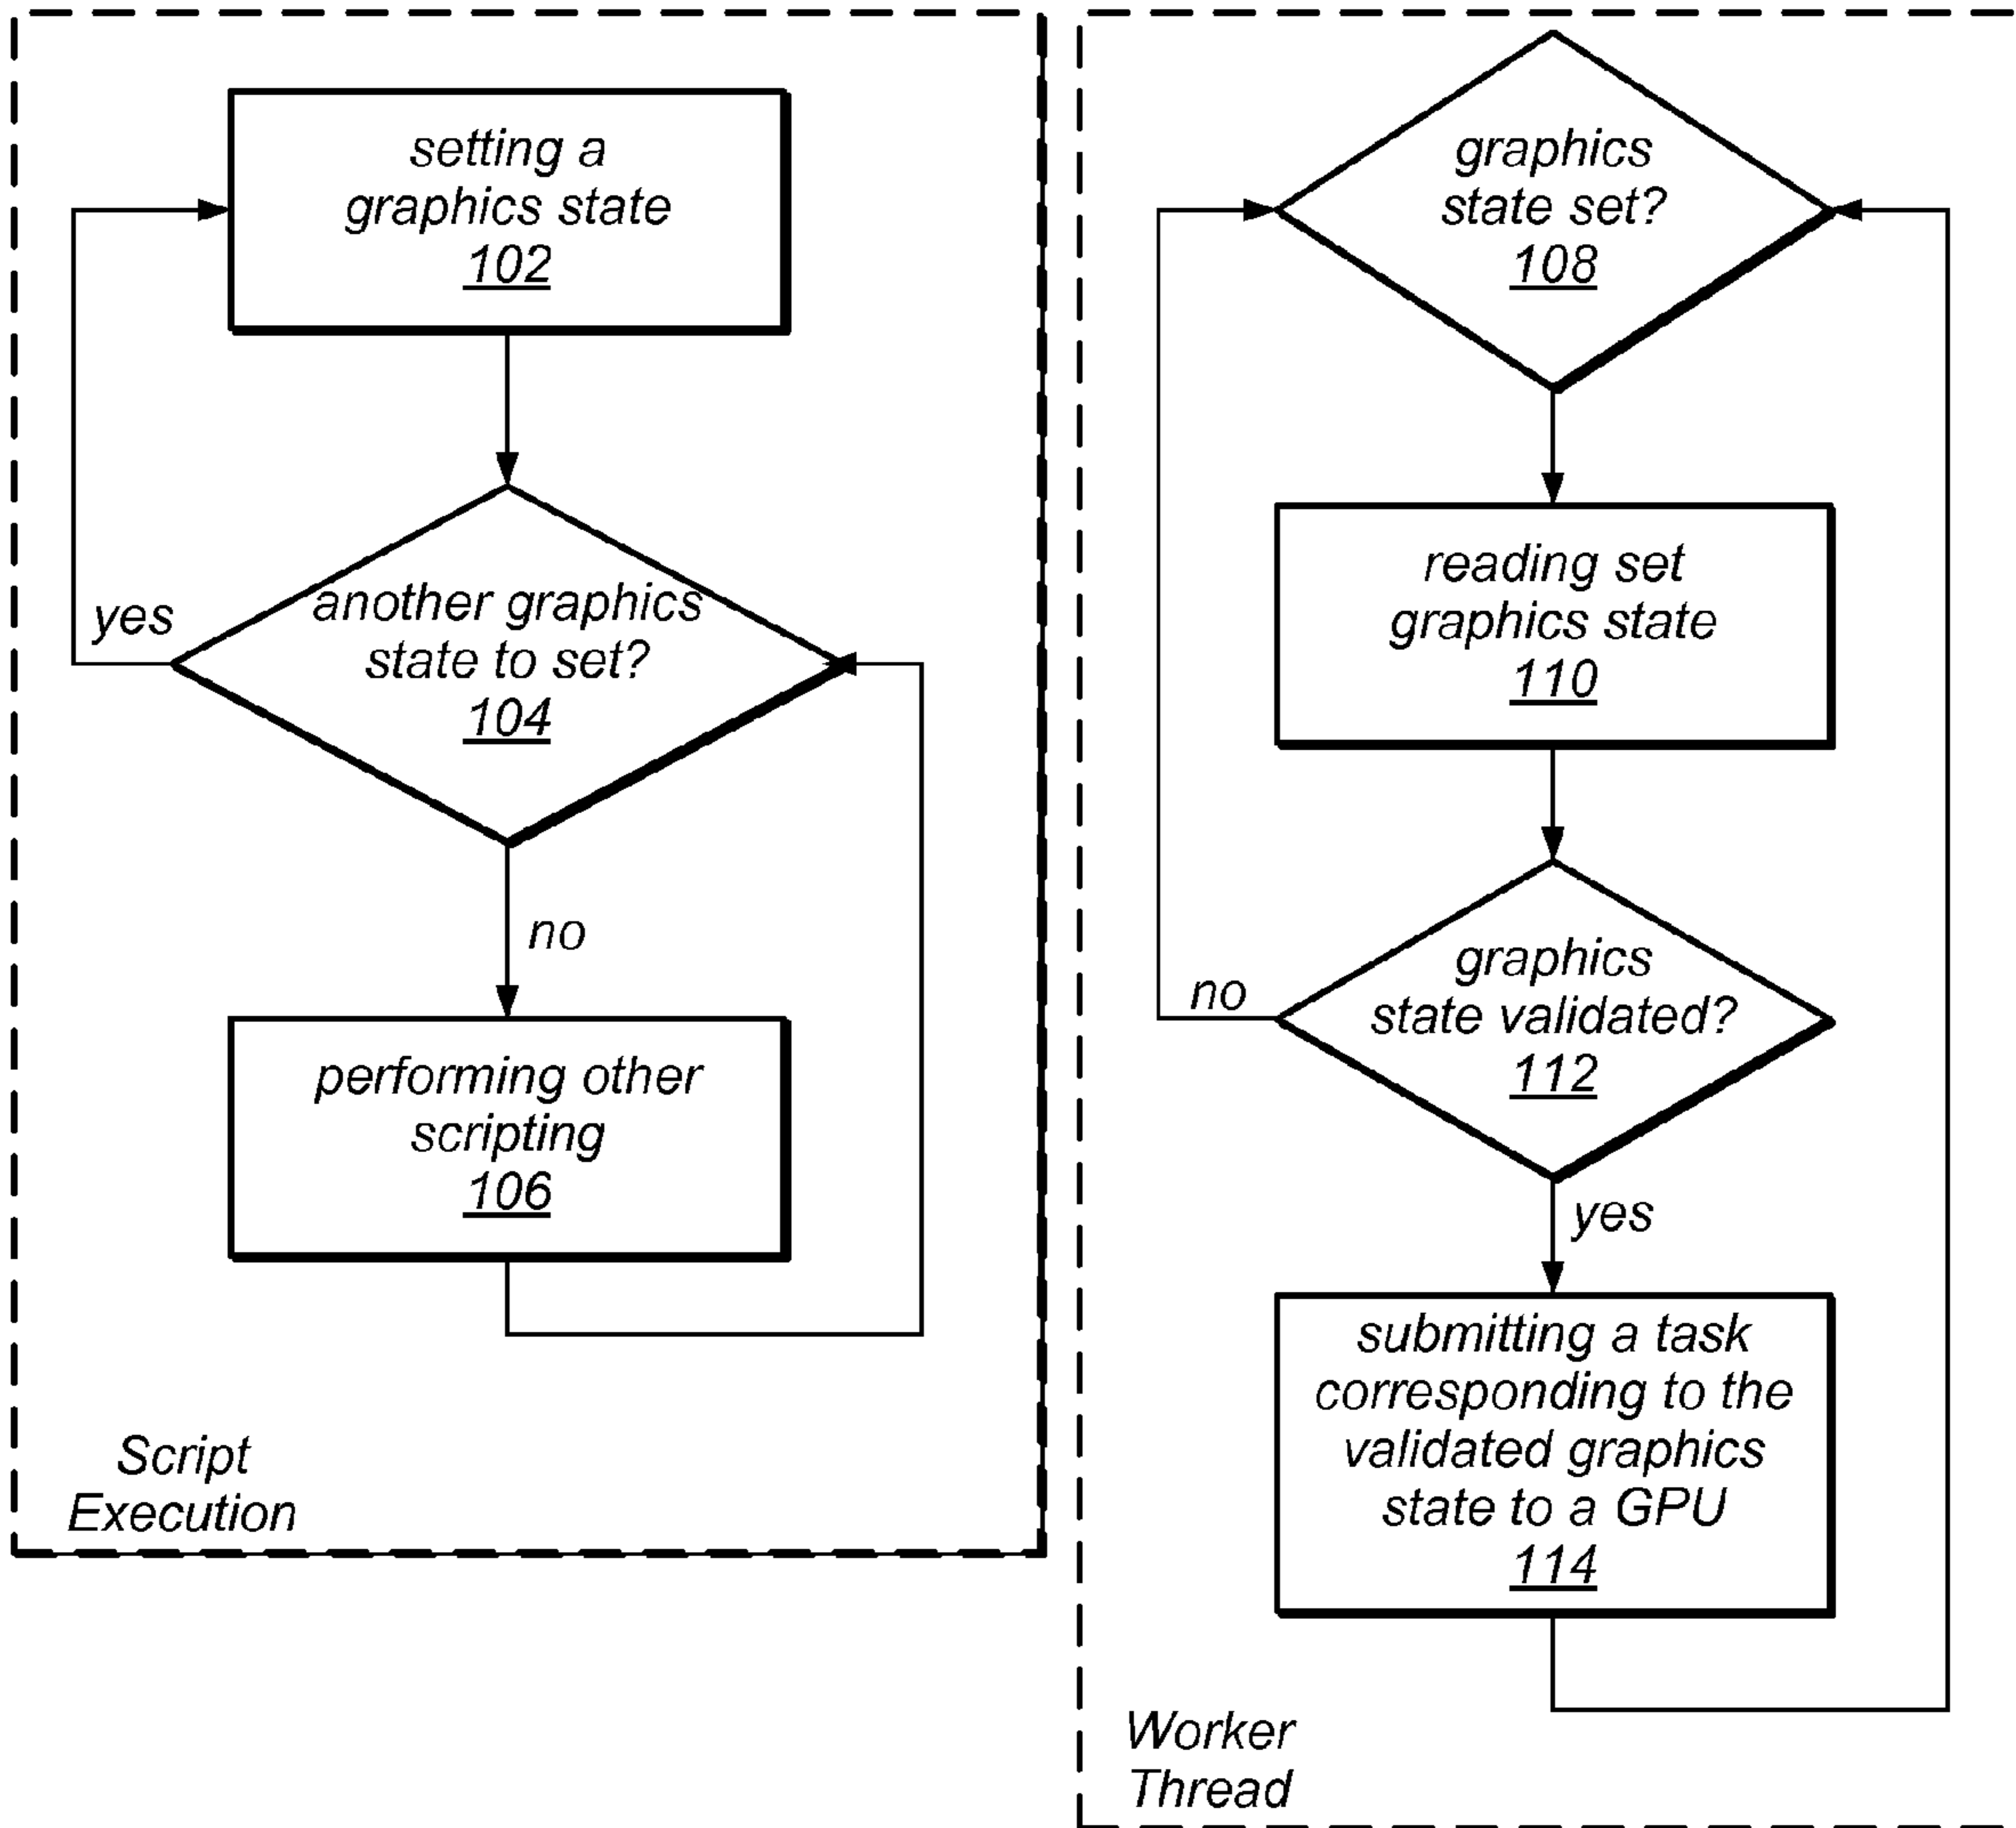 setting a
graphics state
102
another graphics
state to set?
104
yes
no
performing other
scripting
106
Script
Execution
graphics
state set?
108
reading set
graphics state
110
graphics
state validated?
112
no
yes
submitting a task
corresponding to the
validated graphics
state to a GPU
114
Worker
Thread